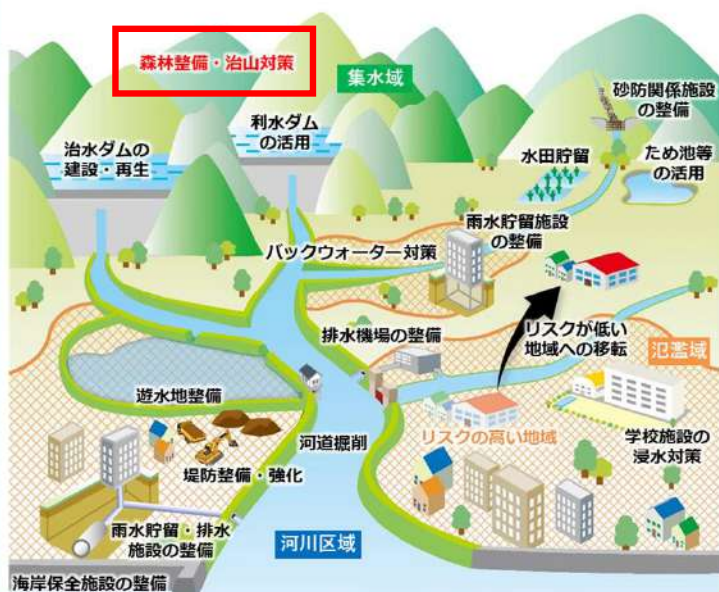 森林整備・治山対策
集水域
砂防関係施設
の整備
治水ダムの
建設・再生
利水ダム
の活用
水田貯留
ため池等
の活用
雨水貯留施設
の整備
バックウォーター対策
排水機場の整備
リスクが低い
地域への移転
氾濫域
遊水地整備
河道掘削
リスクの高い地域
学校施設の
浸水対策
堤防整備・強化
雨水貯留・排水
施設の整備
河川区域
海岸保全施設の整備